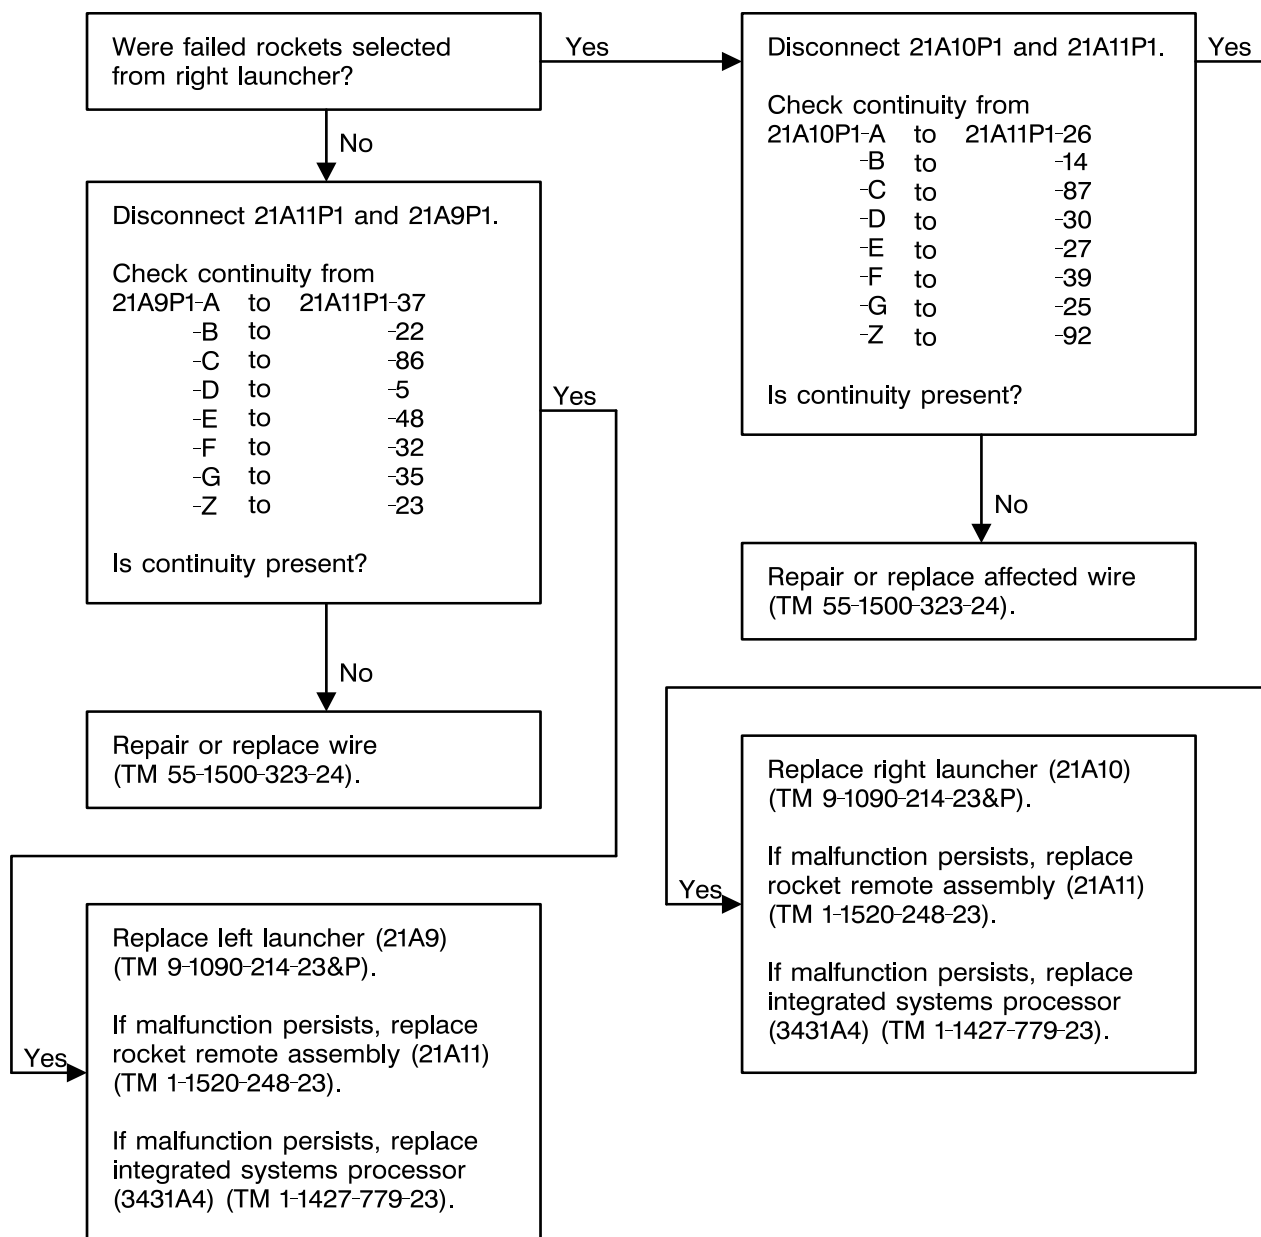 Were failed rockets selected
from right launcher?
Yes
No
Disconnect 21A11P1 and 21A9P1.
Check continuity from
21A9P1-A to 21A11P1-37
-B to -22
-C to -86
-D to -5
-E to -48
-F to -32
-G to -35
-Z to -23
Is continuity present?
Yes
No
Repair or replace wire
(TM 55-1500-323-24).
Yes
Replace left launcher (21A9)
(TM 9-1090-214-23&P).
If malfunction persists, replace
rocket remote assembly (21A11)
(TM 1-1520-248-23).
If malfunction persists, replace
integrated systems processor
(3431A4) (TM 1-1427-779-23).
Disconnect 21A10P1 and 21A11P1.
Yes
Check continuity from
21A10P1-A to 21A11P1-26
-B to -14
-C to -87
-D to -30
-E to -27
-F to -39
-G to -25
-Z to -92
Is continuity present?
No
Repair or replace affected wire
(TM 55-1500-323-24).
Yes
Replace right launcher (21A10)
(TM 9-1090-214-23&P).
If malfunction persists, replace
rocket remote assembly (21A11)
(TM 1-1520-248-23).
If malfunction persists, replace
integrated systems processor
(3431A4) (TM 1-1427-779-23).